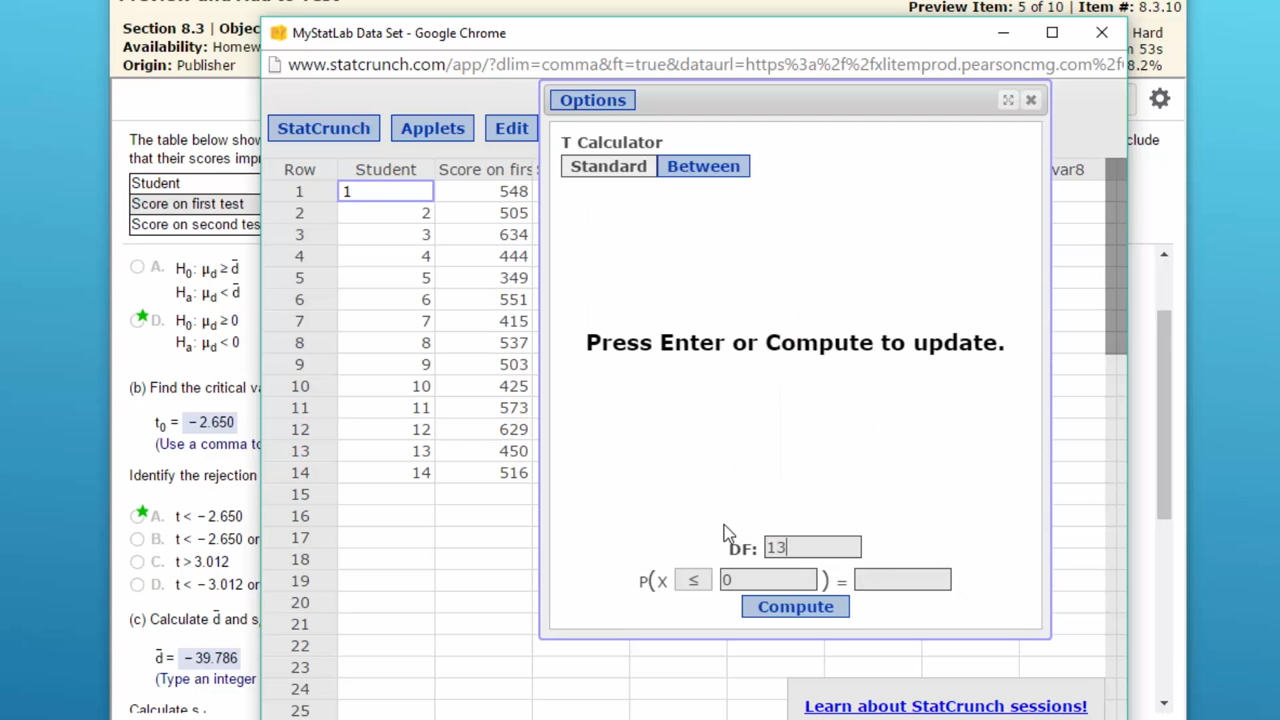 Preview Item: 5 of 10 | Item #: 8.3.10
Section 8.3 | Objec
Availability: Homew
Origin: Publisher
Hard
53s
8.2%
MyStatLab Data Set - Google Chrome
www.statcrunch.com/app/?dlim=comma&ft=true&dataurl=https%3a%2f%2fxlitemprod.pearsoncmg.com%2f
Options
StatCrunch Applets Edit
T Calculator
Standard Between
Row Student Score on firs var8
1 1 548
2 2 505
3 3 634
4 4 444
5 5 349
6 6 551
7 7 415
8 8 537
9 9 503
10 10 425
11 11 573
12 12 629
13 13 450
14 14 516
15
16
17
18
19
20
21
22
23
24
25
Press Enter or Compute to update.
DF: 13
P(X ≤ 0 ) =
Compute
Learn about StatCrunch sessions!
The table below show
that their scores impr
clude
Student
Score on first test
Score on second tes
A. H₀: μd ≥ d̄
Hₐ: μd < d̄
D. H₀: μd ≥ 0
Hₐ: μd < 0
(b) Find the critical va
t₀ = - 2.650
(Use a comma to
Identify the rejection
A. t < - 2.650
B. t < - 2.650 or
C. t > 3.012
D. t < - 3.012 or
(c) Calculate d̄ and s
d̄ = - 39.786
(Type an integer
Calculate s